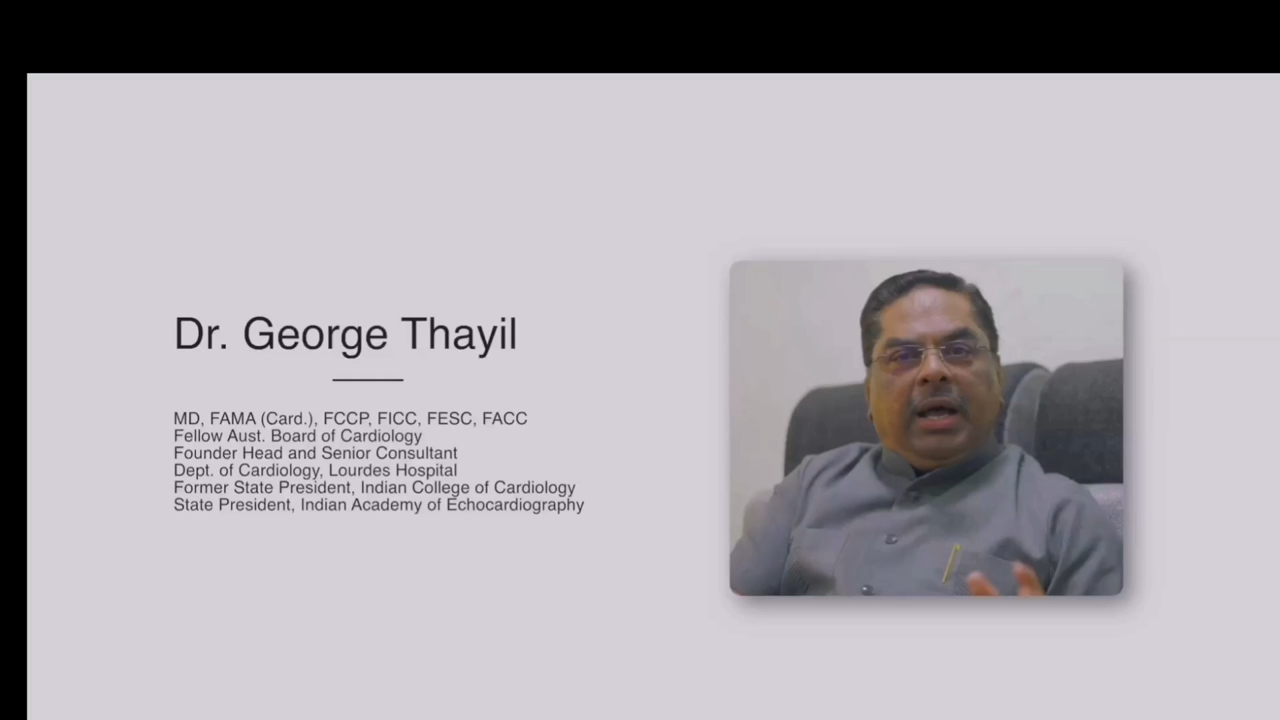 Dr. George Thayil
MD, FAMA (Card.), FCCP, FICC, FESC, FACC
Fellow Aust. Board of Cardiology
Founder Head and Senior Consultant
Dept. of Cardiology, Lourdes Hospital
Former State President, Indian College of Cardiology
State President, Indian Academy of Echocardiography